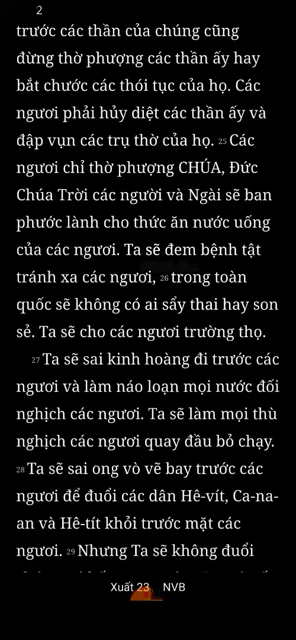 2
trước các thần của chúng cũng
đừng thờ phượng các thần ấy hay
bắt chước các thói tục của họ. Các
ngươi phải hủy diệt các thần ấy và
đập vụn các trụ thờ của họ. 25 Các
ngươi chỉ thờ phượng CHÚA, Đức
Chúa Trời các người và Ngài sẽ ban
phước lành cho thức ăn nước uống
của các ngươi. Ta sẽ đem bệnh tật
tránh xa các ngươi, 26 trong toàn
quốc sẽ không có ai sẩy thai hay son
sẻ. Ta sẽ cho các ngươi trường thọ.
27 Ta sẽ sai kinh hoàng đi trước các
ngươi và làm náo loạn mọi nước đối
nghịch các ngươi. Ta sẽ làm mọi thù
nghịch các ngươi quay đầu bỏ chạy.
28 Ta sẽ sai ong vò vẽ bay trước các
ngươi để đuổi các dân Hê-vít, Ca-na-
an và Hê-tít khỏi trước mặt các
ngươi. 29 Nhưng Ta sẽ không đuổi
Xuất 23 NVB